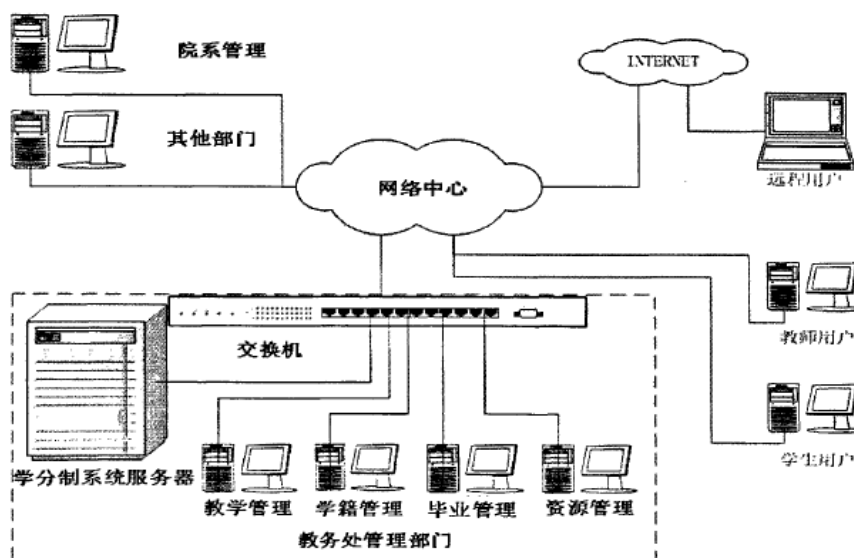 院系管理
INTERNET
其他部门
网络中心
远程用户
交换机
教师用户
学分制系统服务器
学生用户
教学管理
学籍管理
毕业管理
资源管理
教务处管理部门